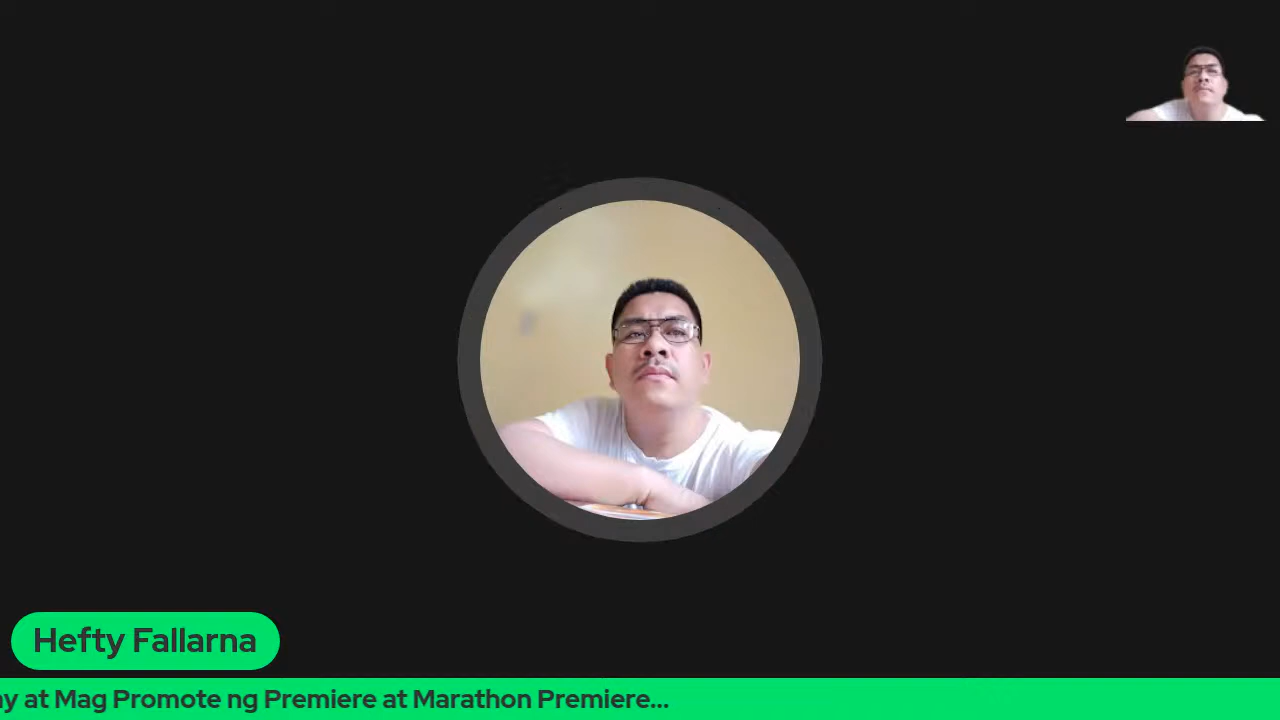 Hefty Fallarna
at Mag Promote ng Premiere at Marathon Premiere...